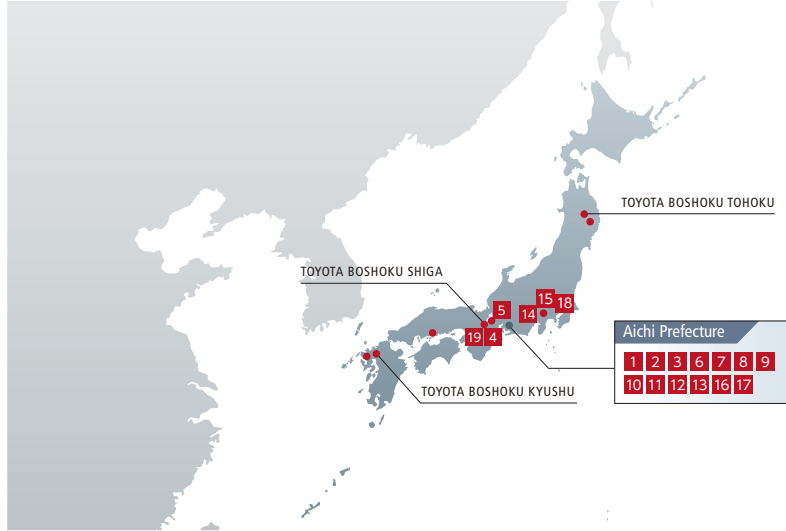 TOYOTA BOSHOKU TOHOKU
TOYOTA BOSHOKU SHIGA
15
5
18
14
19 4
Aichi Prefecture
1 2 3 6 7 8 9
10 11 12 13 16 17
TOYOTA BOSHOKU KYUSHU